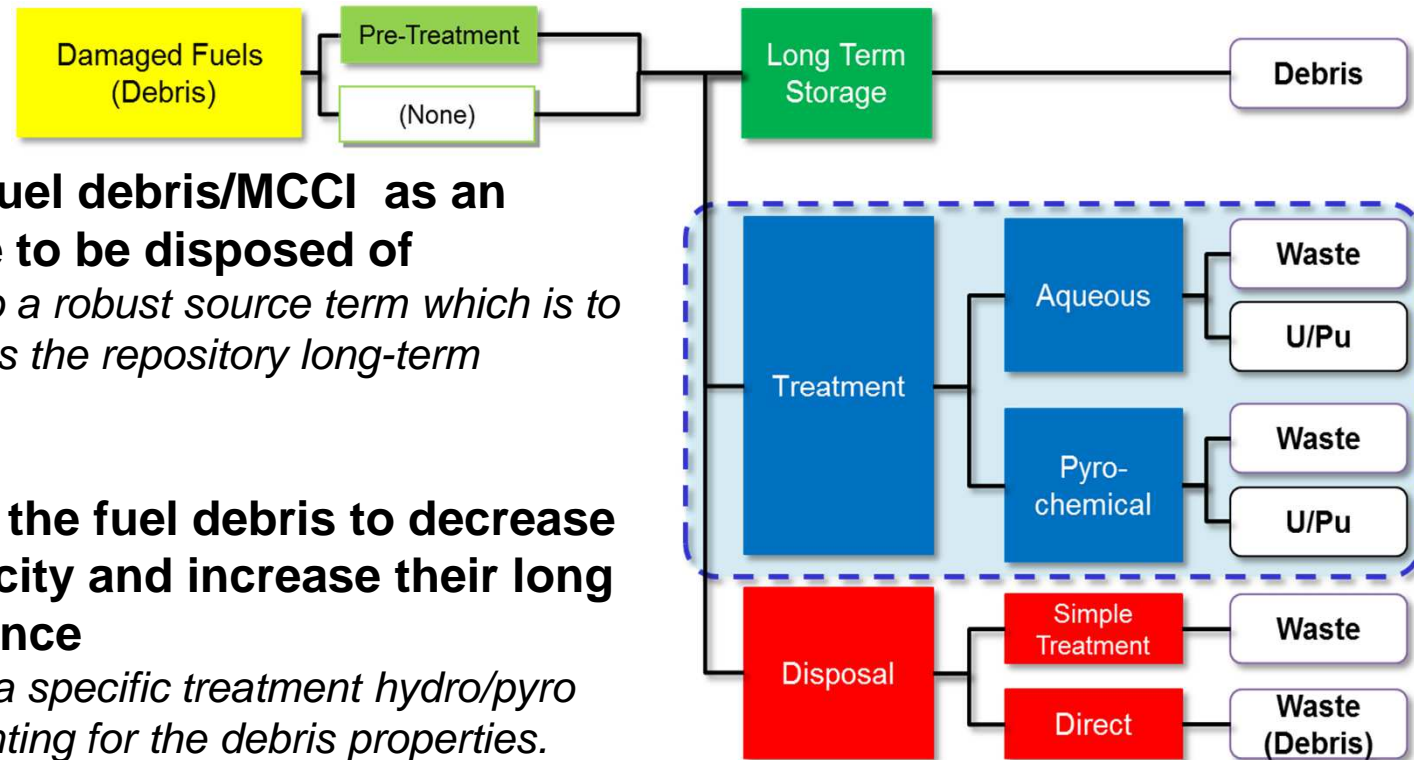 Damaged Fuels
(Debris)
Pre-Treatment
(None)
Long Term
Storage
Debris
uel debris/MCCI as an
e to be disposed of
o a robust source term which is to
s the repository long-term
the fuel debris to decrease
city and increase their long
nce
a specific treatment hydro/pyro
nting for the debris properties.
Treatment
Aqueous
Waste
U/Pu
Pyro-
chemical
Waste
U/Pu
Disposal
Simple
Treatment
Waste
Direct
Waste
(Debris)